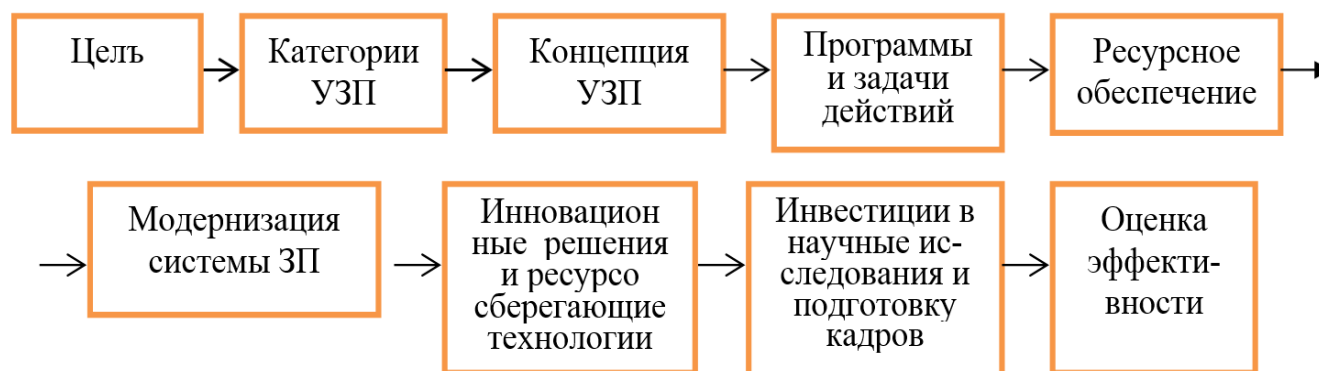 Целъ
Категории
УЗП
Концепция
УЗП
Программы
и задачи
действий
Ресурсное
обеспечение
Модернизация
системы ЗП
Инновацион
ные решения
и ресурсо
сберегающие
технологии
Инвестиции в
научные ис-
следования и
подготовку
кадров
Оценка
эффекти-
вности